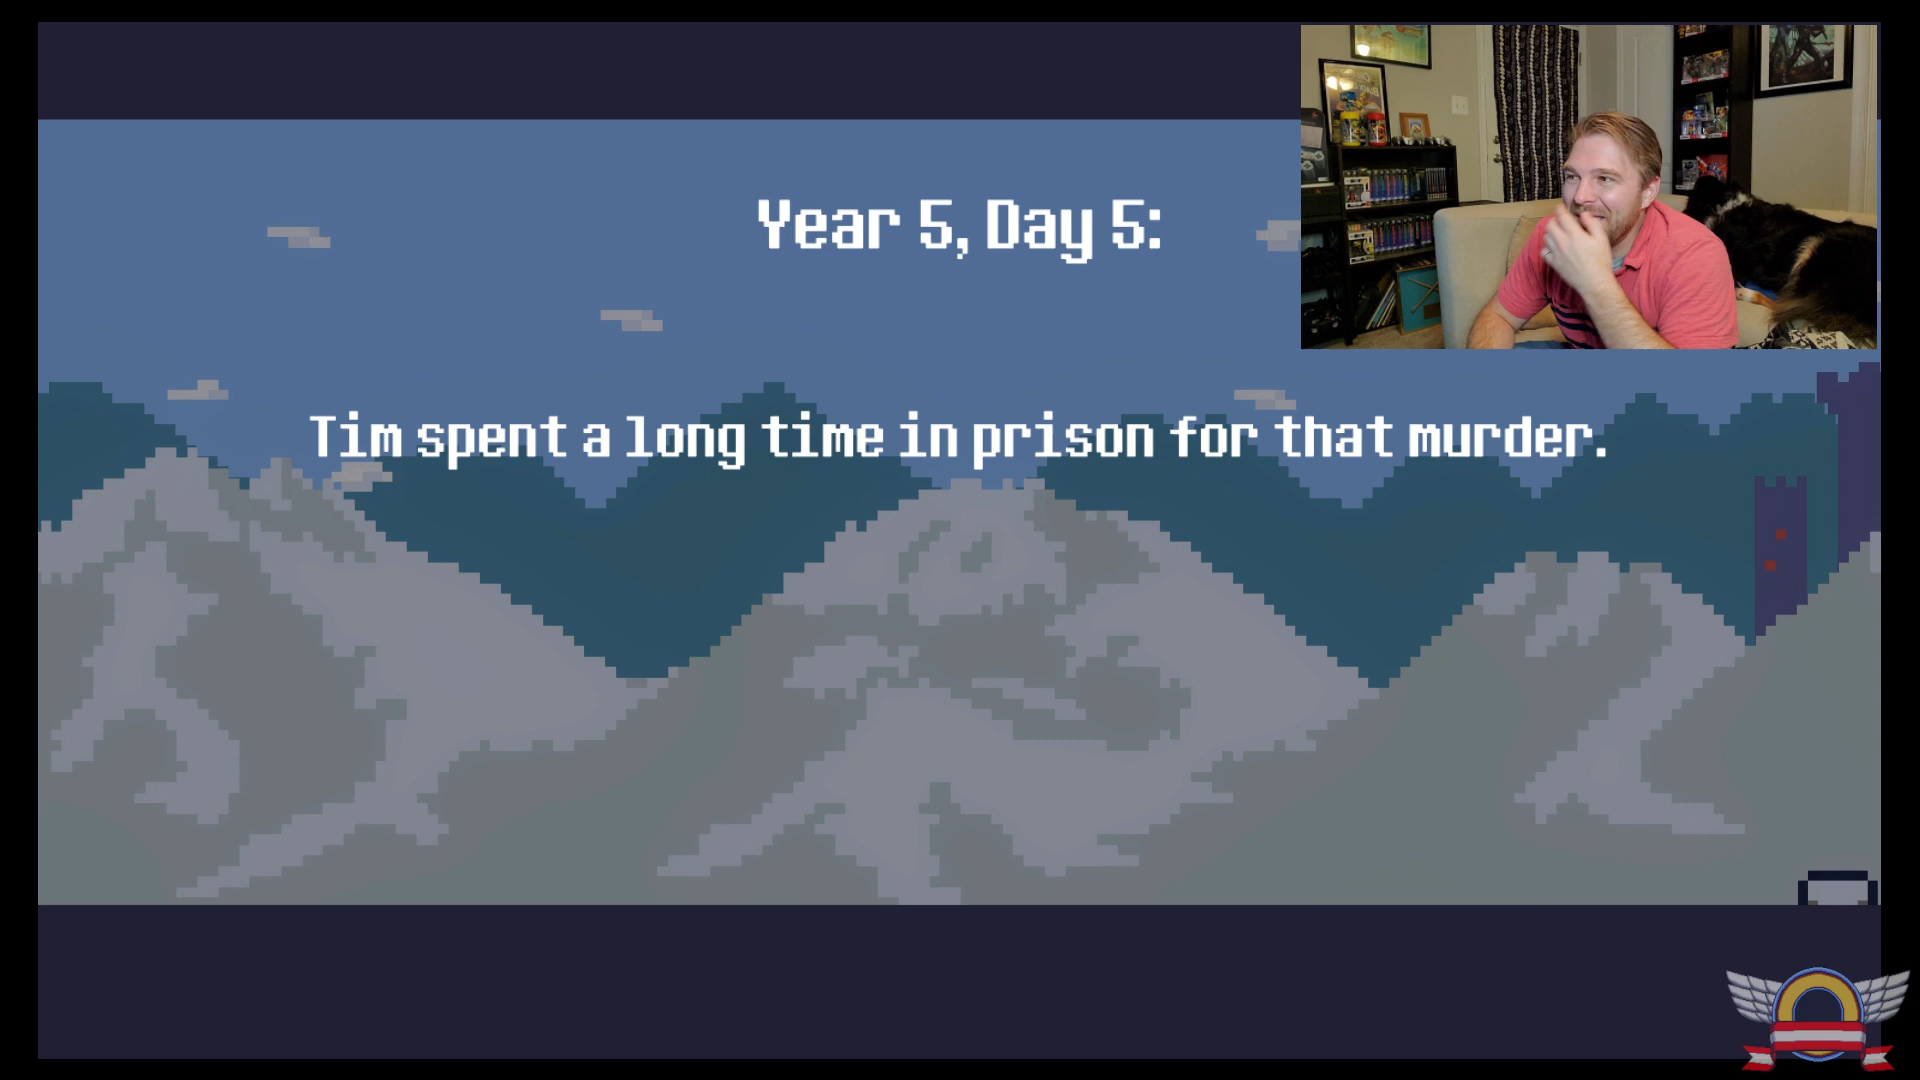 Year 5, Day 5:
Tim spent a long time in prison for that murder.